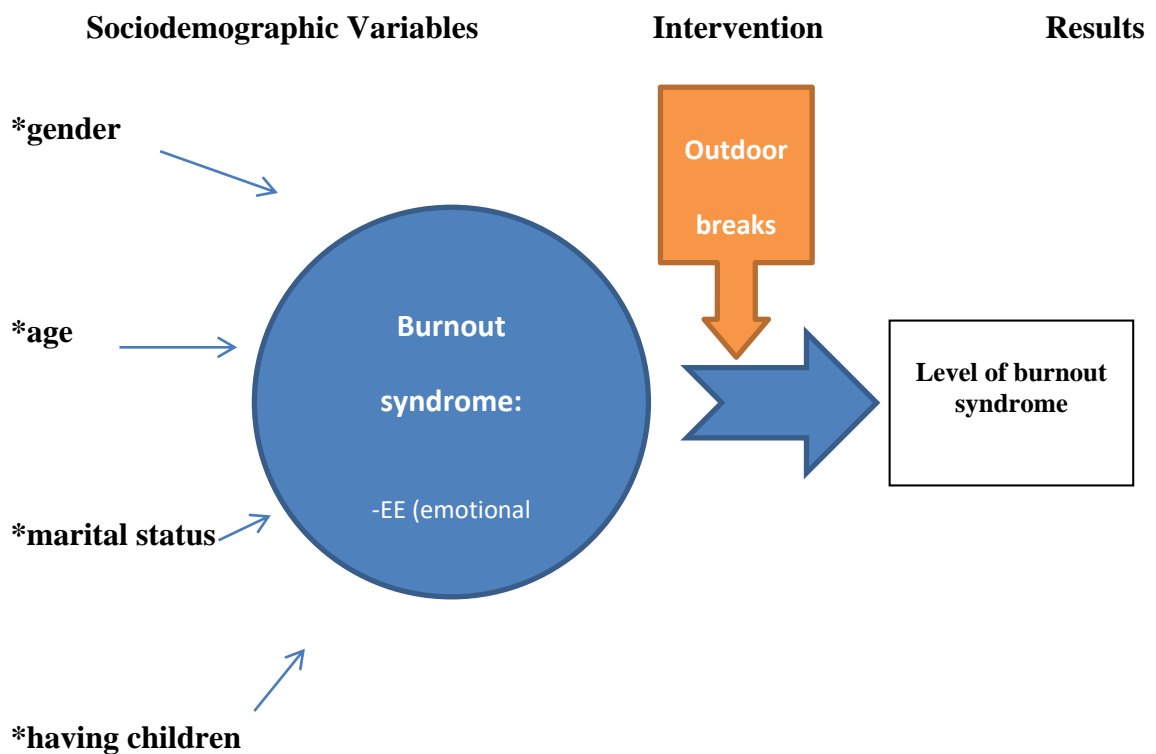 Sociodemographic Variables
Intervention
Results
*gender
*age
*marital status
*having children
Burnout
syndrome:
-EE (emotional
Outdoor
breaks
Level of burnout
syndrome